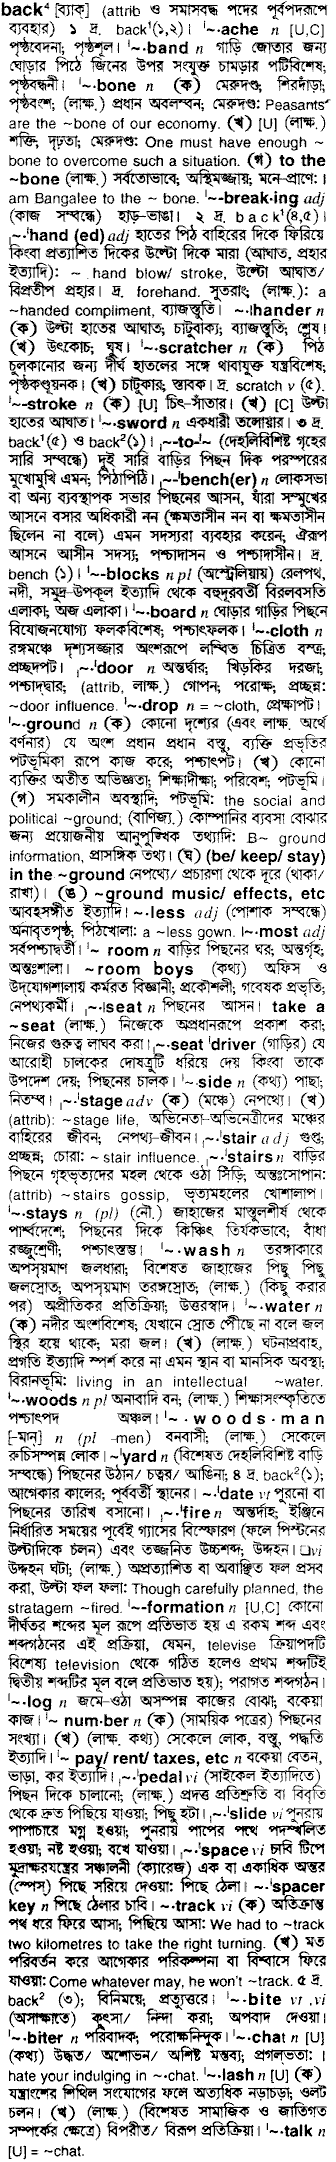 back⁴ [ব্যাক] (attrib ও সমাসবদ্ধ পদের পূর্বপদরূপে
ব্যবহার) ১ দ্র. back¹(১,২)। ˈ~·ache n [U,C]
পৃষ্ঠবেদনা; পৃষ্ঠশূল। ˈ~·band n গাড়ি জোতার জন্য
ঘোড়ার পিঠে জিনের উপর সংযুক্ত চামড়ার পটিবিশেষ;
পৃষ্ঠবন্ধনী। ˈ~·bone n (ক) মেরুদণ্ড, শিরদাঁড়া;
পৃষ্ঠবংশ; (লাক্ষ.) প্রধান অবলম্বন; মেরুদণ্ড: Peasants
are the ~bone of our economy. (খ) [U] (লাক্ষ.)
শক্তি, দৃঢ়তা; মেরুদণ্ড: One must have enough ~
bone to overcome such a situation. (গ) to the
~bone (লাক্ষ.) সর্বতোভাবে; অস্থিমজ্জায়; মনে-প্রাণে: I
am Bangalee to the ~ bone. ˈ~·break·ing adj
(কাজ সম্বন্ধে) হাড়-ভাঙা। ২ দ্র. back¹(৪,৫)।
ˌ~·ˈhand (ed) adj হাতের পিঠ বাহিরের দিকে ফিরিয়ে
কিংবা প্রত্যাশিত দিকের উল্টো দিকে মারা (আঘাত, প্রহার
ইত্যাদি): ~ hand blow/ stroke, উল্টো আঘাত/
বিপ্রতীপ প্রহার। দ্র. forehand. সুতরাং, (লাক্ষ.): a
~handed compliment, ব্যাজস্তুতি। ˌ~·ˈhander n
(ক) উল্টা হাতের আঘাত; চাটুবাক্য; ব্যাজস্তুতি; শ্লেষ।
(খ) উৎকোচ; ঘুষ। ˈ~·scratcher n (ক) পিঠ
চুলকানোর জন্য দীর্ঘ হাতলের সঙ্গে থাবাযুক্ত যন্ত্রবিশেষ;
পৃষ্ঠকণ্ডূয়নক। (খ) চাটুকার; স্তাবক। দ্র. scratch v (৫).
ˈ~-stroke n (ক) [U] চিৎ-সাঁতার। (খ) [C] উল্টা
হাতের আঘাত। ˈ~·sword n একধারী তলোয়ার। ৩ দ্র.
back¹(৫) ও back²(১)। ˌ~-to-ˈ~ (দেহলিবিশিষ্ট গৃহের
সারি সম্বন্ধে) দুই সারি বাড়ির পিছন দিক পরস্পরের
মুখোমুখি এমন; পিঠাপিঠি। ˌ~-ˈbench(er) n লোকসভা
বা অন্য ব্যবস্থাপক সভার পিছনের আসন, যাঁরা সম্মুখের
আসনে বসার অধিকারী নন (ক্ষমতাসীন নন বা ক্ষমতাসীন
ছিলেন না বলে) এমন সদস্যরা ব্যবহার করেন; ঐরূপ
আসনে আসীন সদস্য; পশ্চাদাসন ও পশ্চাদাসীন। দ্র.
bench (১)। ˈ~-blocks n pl (অস্ট্রেলিয়ায়) রেলপথ,
নদী, সমুদ্র-উপকূল ইত্যাদি থেকে বহুদূরবর্তী বিরলবসতি
এলাকা; অজ এলাকা। ˈ~·board n ঘোড়ার গাড়ির পিছনে
বিযোজনযোগ্য ফলকবিশেষ; পশ্চাৎফলক। ˈ~-cloth n
রঙ্গমঞ্চে দৃশ্যসজ্জার অংশরূপে লম্বিত চিত্রিত বস্ত্র;
প্রচ্ছদপট। ˌ~-ˈdoor n অন্তর্দ্বার; খিড়কির দরজা;
পশ্চাদ্দ্বার; (attrib, লাক্ষ.) গোপন; পরোক্ষ; প্রচ্ছন্ন:
~door influence. ˈ~-drop n = ~cloth, প্রেক্ষাপট।
ˈ~-ground n (ক) কোনো দৃশ্যের (এবং লাক্ষ. অর্থে
বর্ণনার) যে অংশ প্রধান প্রধান বস্তু, ব্যক্তি প্রভৃতির
পটভূমিকা রূপে কাজ করে; পশ্চাৎপট। (খ) কোনো
ব্যক্তির অতীত অভিজ্ঞতা; শিক্ষাদীক্ষা; পরিবেশ; পটভূমি।
(গ) সমকালীন অবস্থাদি; পটভূমি: the social and
political ~ground; (বাণিজ্য.) কোম্পানির ব্যবসা বোঝার
জন্য প্রয়োজনীয় আনুপুঙ্খিক তথ্যাদি: B~ ground
information, প্রাসঙ্গিক তথ্য। (ঘ) (be/ keep/ stay)
in the ~ground নেপথ্যে/ প্রচারণা থেকে দূরে (থাকা/
রাখা)। (ঙ) ~ground music/ effects, etc
আবহসঙ্গীত ইত্যাদি। ˈ~-less adj (পোশাক সম্বন্ধে)
অনাবৃতপৃষ্ঠ; পিঠখোলা: a ~less gown. ˈ~·most adj
সর্বপশ্চাদ্বর্তী। ˈ~ room n বাড়ির পিছনের ঘর; অন্তর্গৃহ;
অন্তঃশালা। ~room boys (কথ্য) অফিস ও
উদ্যোগশালায় কর্মরত বিজ্ঞানী; প্রকৌশলী; গবেষক প্রভৃতি;
নেপথ্যকর্মী। ˌ~·ˈseat n পিছনের আসন। take a
~seat (লাক্ষ.) নিজেকে অপ্রধানরূপে প্রকাশ করা;
নিজের গুরুত্ব লাঘব করা। ˌ~-seat ˈdriver (গাড়ির) যে
আরোহী চালকের দোষত্রুটি ধরিয়ে দেয় কিংবা তাকে
উপদেশ দেয়; পিছনের চালক। ˈ~-side n (কথ্য) পাছা;
নিতম্ব। ˌ~-ˈstage adv (ক) (মঞ্চে) নেপথ্যে। (খ)
(attrib): ~stage life, অভিনেতা-অভিনেত্রীদের মঞ্চের
বাহিরের জীবন; নেপথ্য-জীবন। ˌ~·ˈstair adj গুপ্ত;
প্রচ্ছন্ন; চোরা: ~ stair influence. ˌ~-ˈstairs n বাড়ির
পিছনে গৃহভৃত্যদের মহল থেকে ওঠা সিঁড়ি; অন্তঃসোপান:
(attrib) ~stairs gossip, ভৃত্যমহলের খোশালাপ।
ˈ~-stays n (pl) (নৌ.) জাহাজের মাস্তুলশীর্ষ থেকে
পার্শ্বদেশে; পিছনের দিকে কিঞ্চিৎ তির্যকভাবে; বাঁধা
রজ্জুশ্রেণী; পশ্চাৎস্তম্ভ। ˈ~·wash n তরঙ্গাকারে
অপসৃয়মাণ জলধারা; বিশেষত জাহাজের পিছু পিছু
জলস্রোত; অপসৃয়মাণ তরঙ্গস্রোত; (লাক্ষ.) (কিছু করার
পর) অপ্রীতিকর প্রতিক্রিয়া; উত্তরস্বাদ। ˈ~·water n
(ক) নদীর অংশবিশেষ, যেখানে স্রোত পৌছে না বলে জল
স্থির হয়ে থাকে; মরা জল। (খ) (লাক্ষ.) ঘটনাপ্রবাহ,
প্রগতি ইত্যাদি স্পর্শ করে না এমন স্থান বা মানসিক অবস্থা;
বিরানভূমি: living in an intellectual ~water.
ˈ~-woods n pl অনাবাদি বন; (লাক্ষ.) শিক্ষাসংস্কৃতিতে
পশ্চাৎপদ অঞ্চল। ˈ~·woods·man
[-মান্] n (pl -men) বনবাসী; (লাক্ষ.) সেকেলে
রুচিসম্পন্ন লোক। ~ˈyard n (বিশেষত দেহলিবিশিষ্ট বাড়ি
সম্বন্ধে) পিছনের উঠান/ চত্বর/ আঙিনা; ৪ দ্র. back²(১);
আগেকার কালের; পূর্ববর্তী স্থানের। ˌ~·ˈdate vt পুরনো বা
পিছনের তারিখ বসানো। ˌ~·ˈfire n অন্তর্দাহ; ইঞ্জিনে
নির্ধারিত সময়ের পূর্বেই গ্যাসের বিস্ফোরণ (ফলে পিস্টনের
উল্টাদিকে চলন) এবং তজ্জনিত উচ্চশব্দ; উদ্দহন। □vi
উদ্দহন ঘটা; (লাক্ষ.) অপ্রত্যাশিত বা অবাঞ্ছিত ফল প্রসব
করা, উল্টা ফল ফলা: Though carefully planned, the
stratagem ~fired. ˈ~-formation n [U,C] কোনো
দীর্ঘতর শব্দের মূল রূপে প্রতিভাত হয় এ রকম শব্দ এবং
শব্দগঠনের এই প্রক্রিয়া, যেমন, televise ক্রিয়াপদটি
বিশেষ্য television থেকে গঠিত হলেও প্রথম শব্দটিই
দ্বিতীয় শব্দটির মূল বলে প্রতিভাত হয়); পরাগত শব্দগঠন।
ˈ~-log n জমে-ওঠা অসম্পন্ন কাজের বোঝা; বকেয়া
কাজ। ˈ~ num·ber n (ক) (সাময়িক পত্রের) পিছনের
সংখ্যা। (খ) (লাক্ষ. কথ্য) সেকেলে লোক, বস্তু, পদ্ধতি
ইত্যাদি। ˈ~ pay/ rent/ taxes, etc n বকেয়া বেতন,
ভাড়া, কর ইত্যাদি। ˌ~·ˈpedal vi (সাইকেল ইত্যাদিতে)
পিছন দিকে চালানো; (লাক্ষ.) প্রদত্ত প্রতিশ্রুতি বা বিবৃতি
থেকে দ্রুত পিছিয়ে যাওয়া; পিছু হটা। ˌ~·ˈslide vi পুনরায়
পাপাচারে মগ্ন হওয়া; পুনরায় পাপের পথে পদস্খলিত
হওয়া; নষ্ট হওয়া; বখে যাওয়া। ˌ~·ˈspace vi চাবি টিপে
মুদ্রাক্ষরযন্ত্রের সঞ্চালনী (ক্যারেজ) এক বা একাধিক অন্তর
(স্পেস) পিছে সরিয়ে দেওয়া: পিছে ঠেলা। ~ˈspacer
key n পিছে ঠেলার চাবি। ~·track vi (ক) অতিক্রান্ত
পথ ধরে ফিরে আসা; পিছিয়ে আসা: We had to ~track
two kilometres to take the right turning. (খ) মত
পরিবর্তন করে আগেকার পরিকল্পনা বা বিশ্বাসে ফিরে
যাওয়া: Come whatever may, he won't ~track. ৫ দ্র.
back² (৩); বিনিময়ে; প্রত্যুত্তরে। ˈ~·bite vt ,vi
(অসাক্ষাতে) কুৎসা/ নিন্দা করা; অপবাদ দেওয়া।
ˈ~·biter n পরিবাদক; পরোক্ষনিন্দুক। ˈ~-chat n [U]
(কথ্য) উদ্ধত/ অশোভন/ অশিষ্ট মন্তব্য; প্রগলভতা: I
hate your indulging in ~chat. ˈ~·lash n [U] (ক)
যন্ত্রাংশের শিথিল সংযোগের ফলে অত্যধিক নড়াচড়া; ওলট
চলন। (খ) (লাক্ষ.) (বিশেষত সামাজিক ও জাতিগত
সম্পর্কের ক্ষেত্রে) বিপরীত/ বিরূপ প্রতিক্রিয়া। ˈ~-talk n
[U] = ~chat.